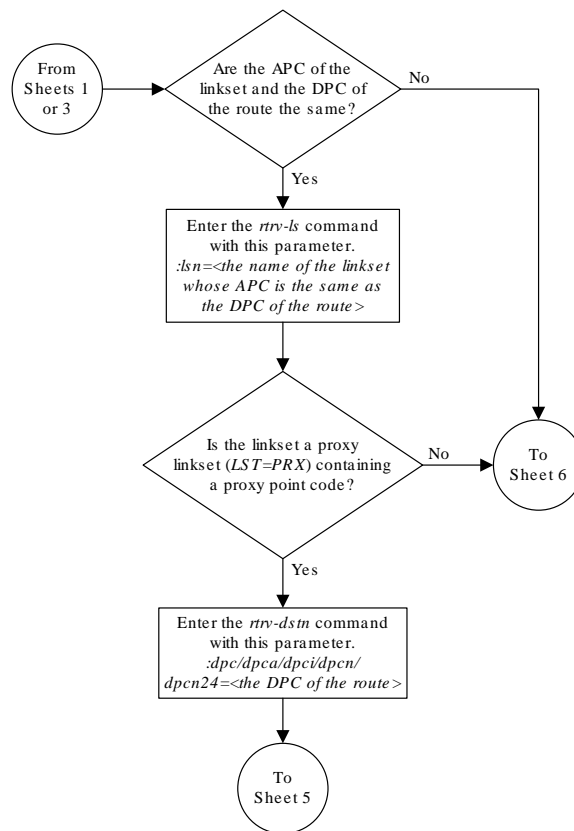 From
Sheets 1
or 3
Are the APC of the
linkset and the DPC of
the route the same?
No
Yes
Enter the rtrv-ls command
with this parameter.
:lsn=<the name of the linkset
whose APC is the same as
the DPC of the route>
Is the linkset a proxy
linkset (LST=PRX) containing
a proxy point code?
No
To
Sheet 6
Yes
Enter the rtrv-dstn command
with this parameter.
:dpc/dpca/dpci/dpcn/
dpcn24=<the DPC of the route>
To
Sheet 5